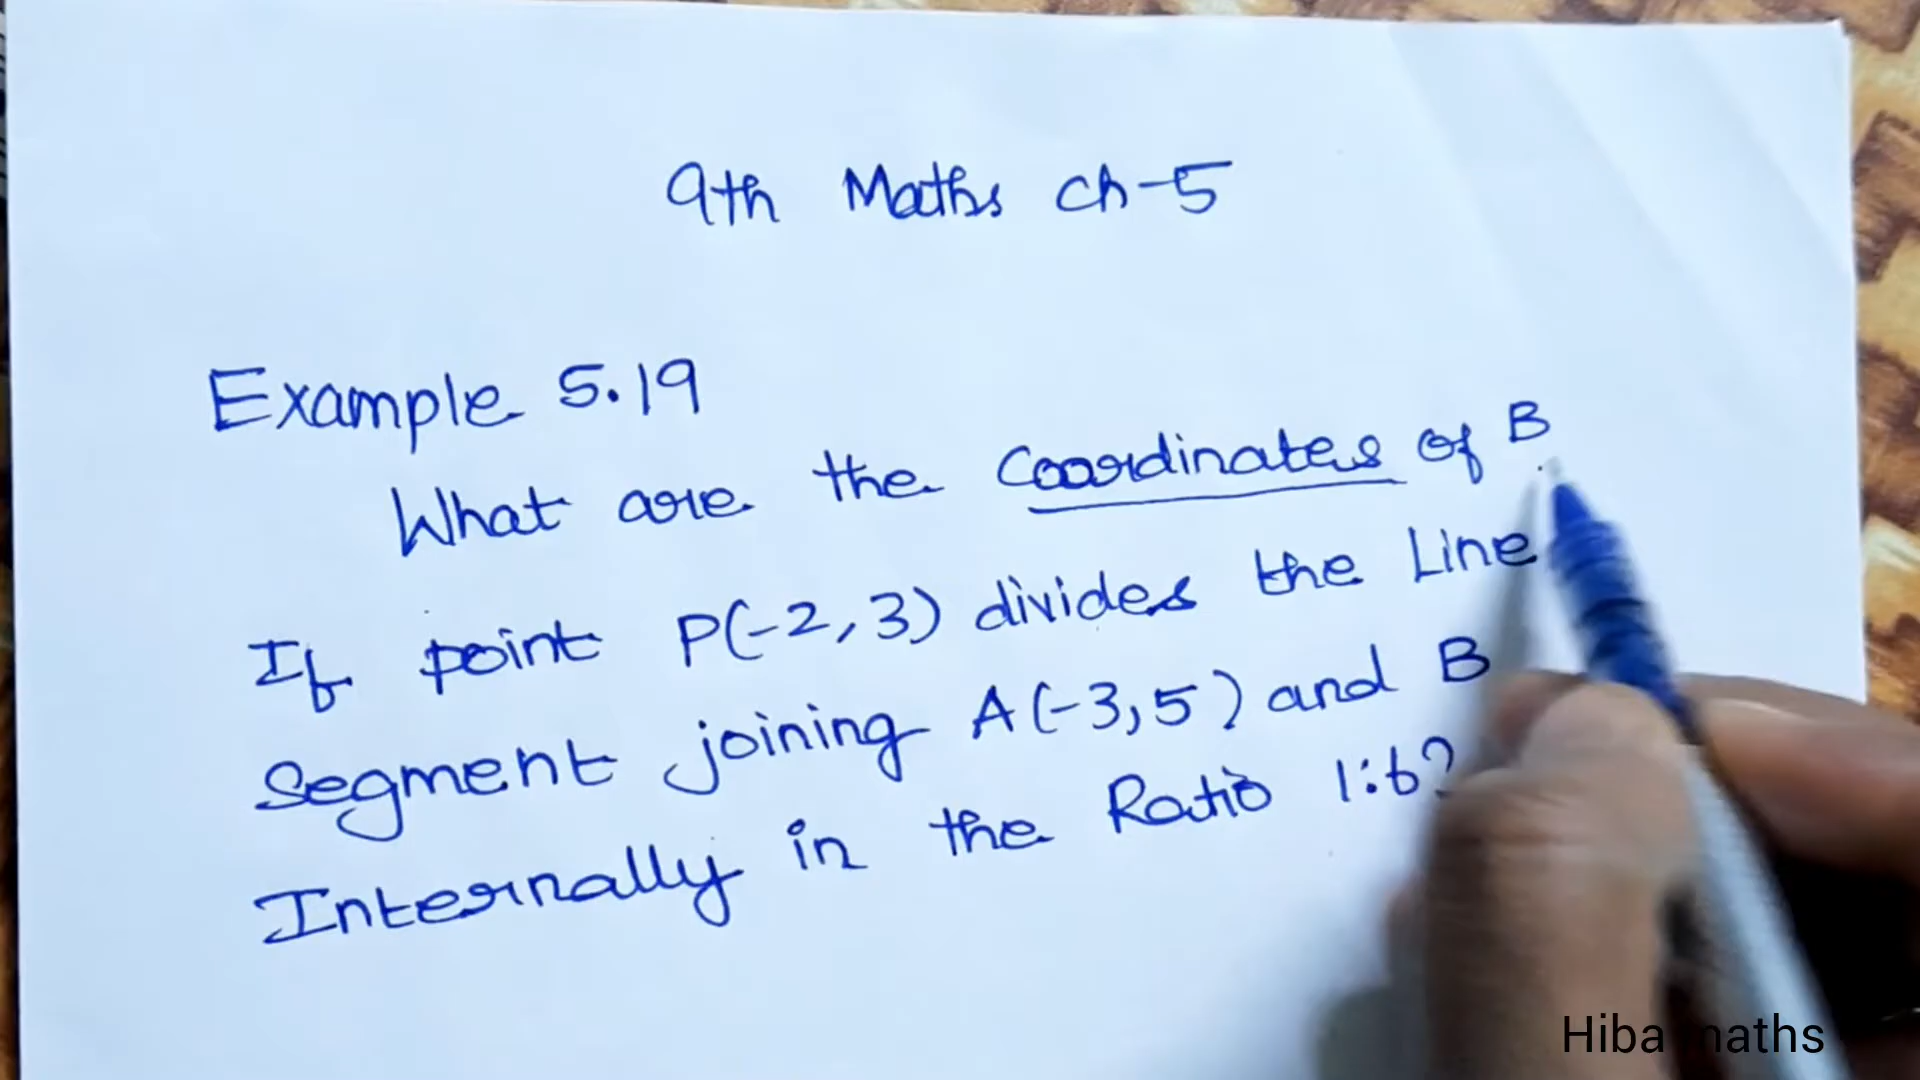 9th Maths Ch-5
Example 5.19
What are the Coordinates of B
If point P(-2,3) divides the Line
Segment joining A(-3,5) and B
Internally in the Ratio 1:6?
Hiba maths